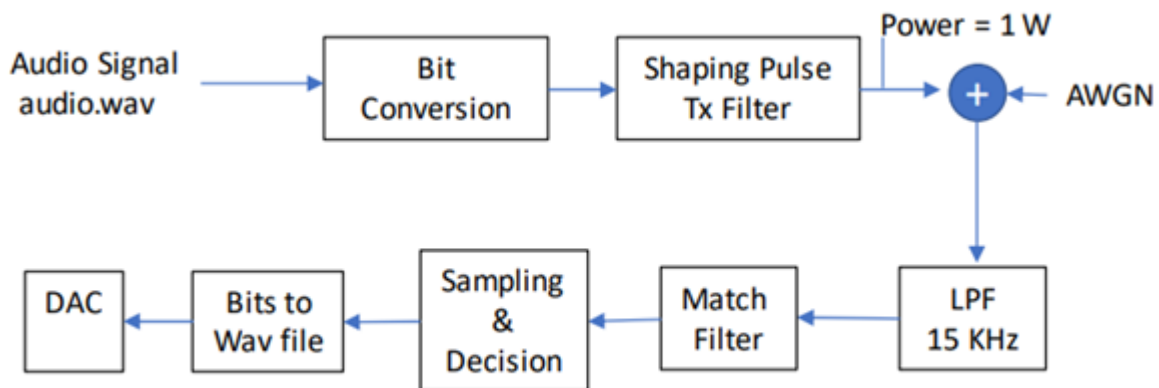 Power = 1 W
Audio Signal
audio.wav
Bit
Conversion
Shaping Pulse
Tx Filter
+
AWGN
DAC
Bits to
Wav file
Sampling
&
Decision
Match
Filter
LPF
15 KHz